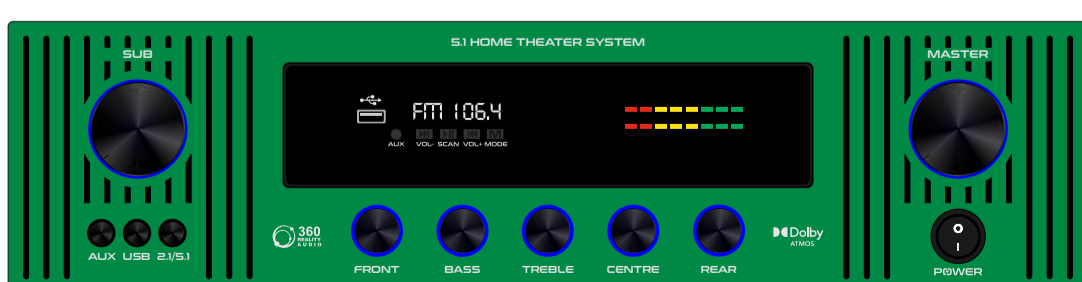 5.1 HOME THEATER SYSTEM
SUB
MASTER
FM 106.4
AUX VOL- SCAN VOL+ MODE
360
REALITY
AUDIO
Dolby
ATMOS
AUX USB 2.1/5.1
FRONT BASS TREBLE CENTRE REAR
POWER